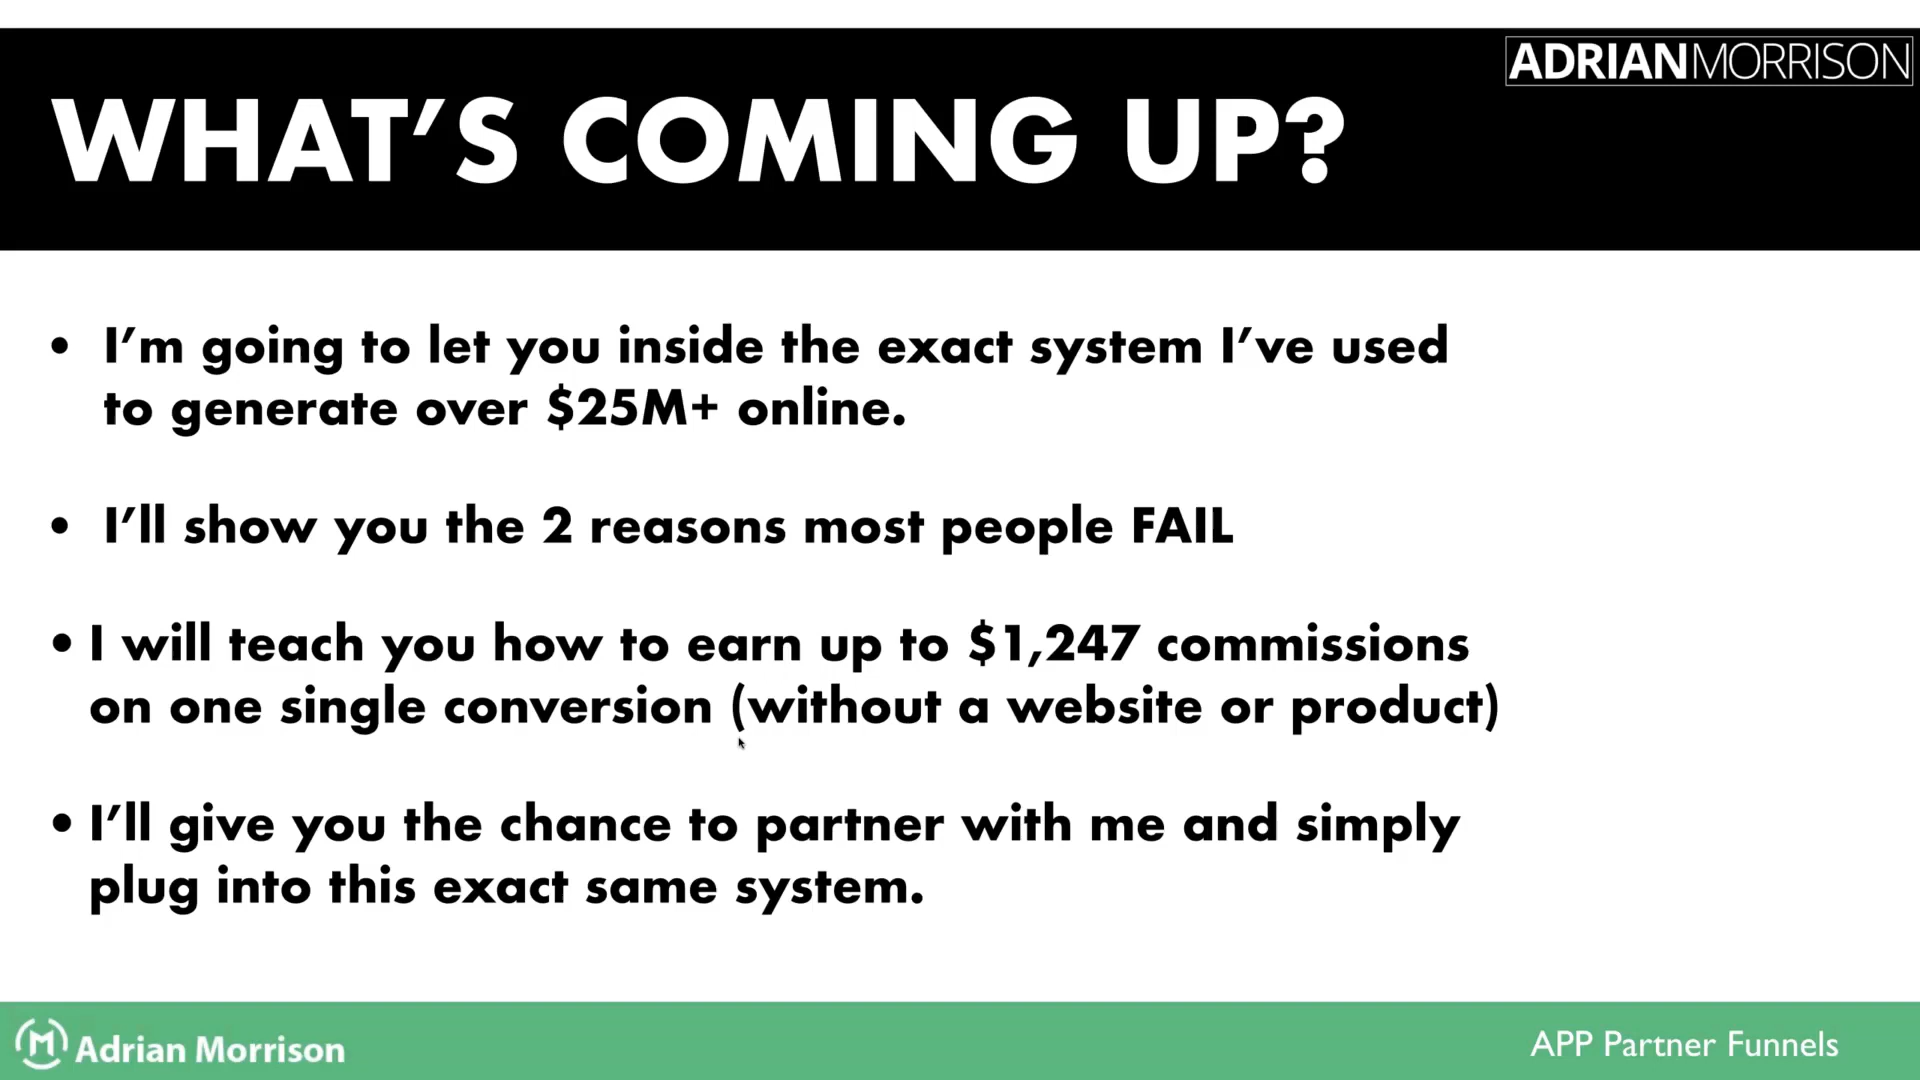 ADRIANMORRISON
WHAT’S COMING UP?
• I’m going to let you inside the exact system I’ve used
to generate over $25M+ online.
• I’ll show you the 2 reasons most people FAIL
• I will teach you how to earn up to $1,247 commissions
on one single conversion (without a website or product)
• I’ll give you the chance to partner with me and simply
plug into this exact same system.
M Adrian Morrison
APP Partner Funnels